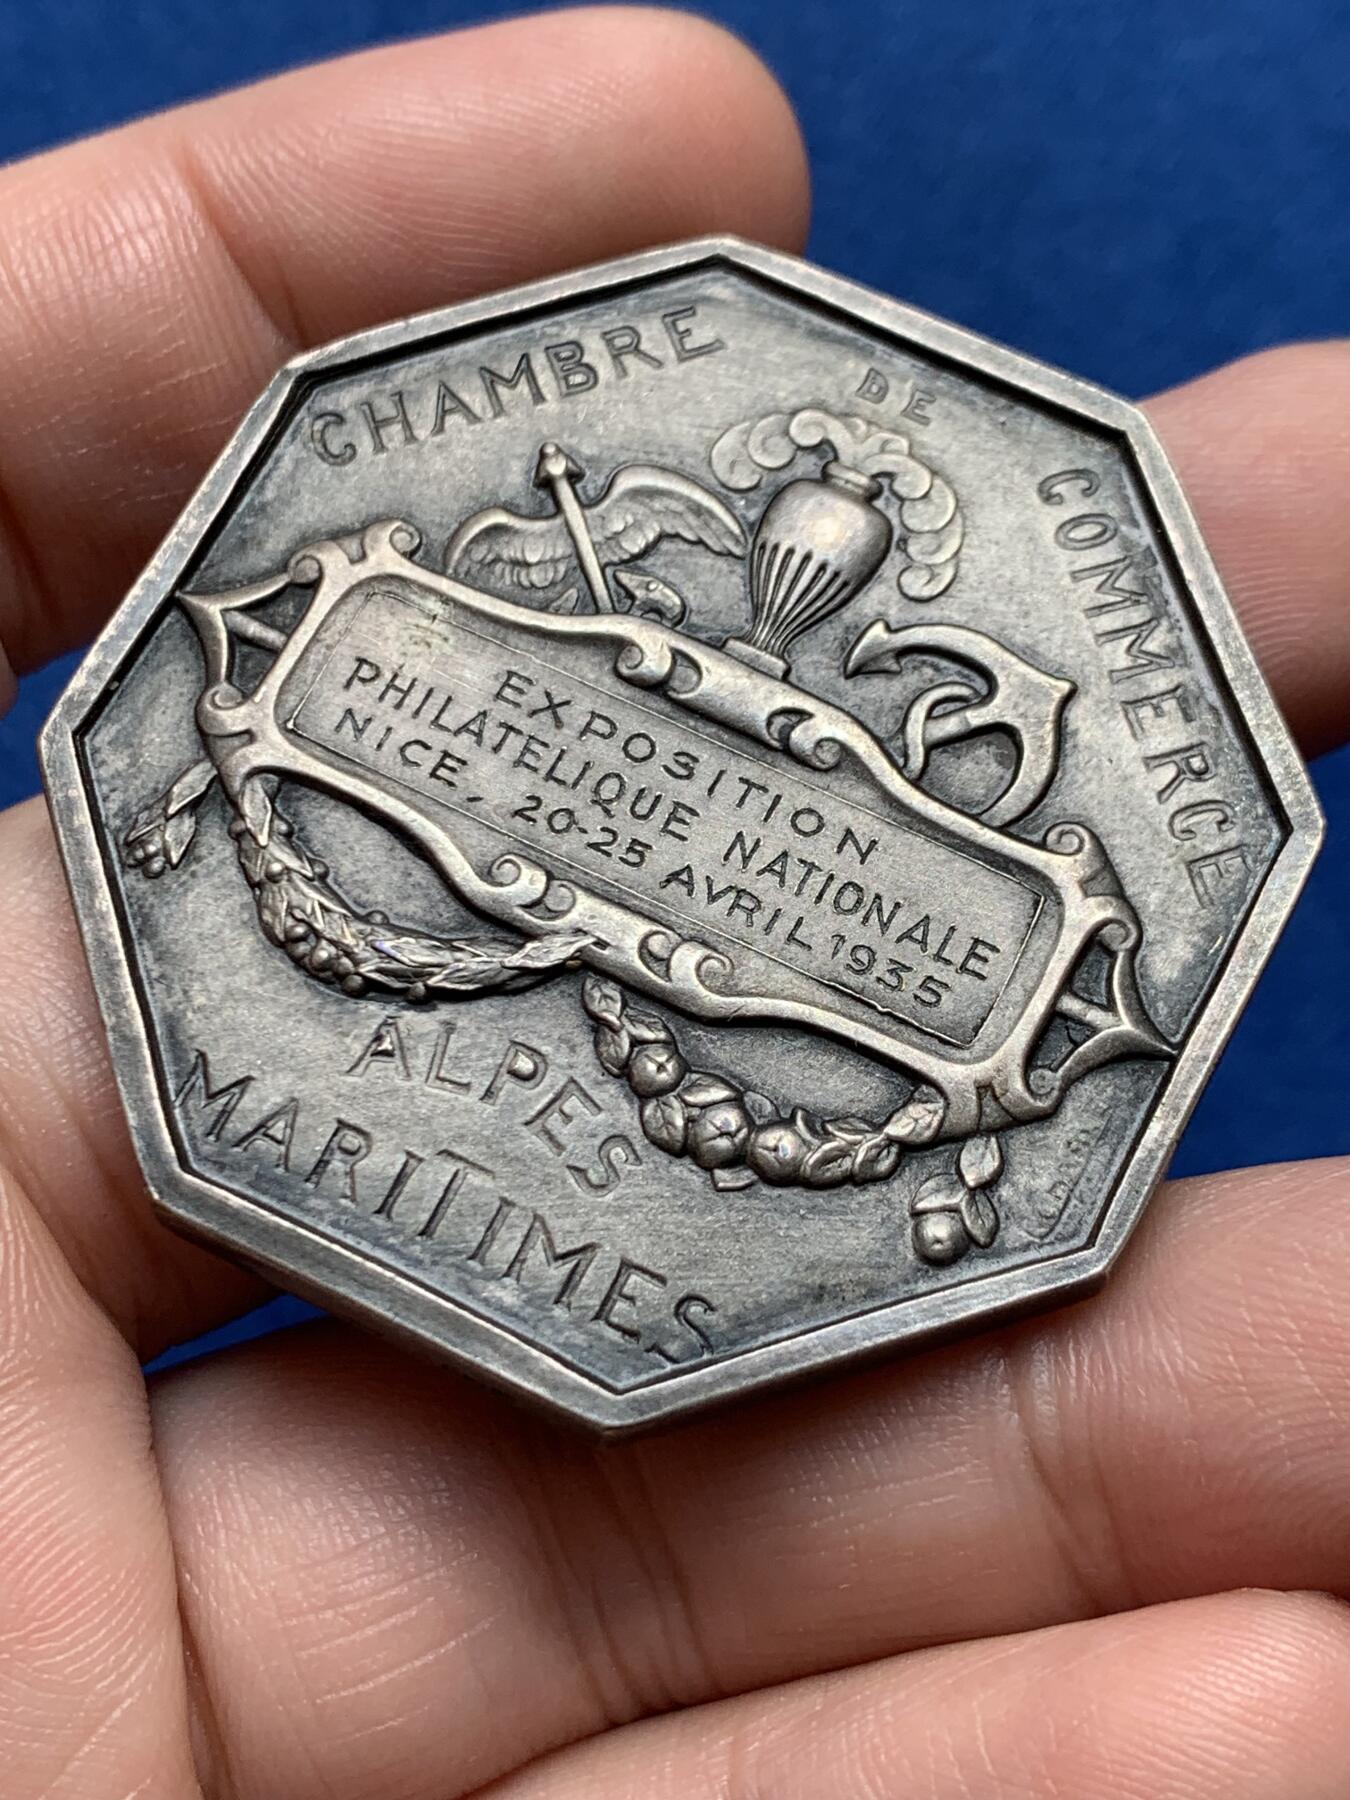 CHAMBRE DE COMMERCE
EXPOSITION
PHILATELIQUE NATIONALE
NICE, 20-25 AVRIL 1935
ALPES
MARITIMES